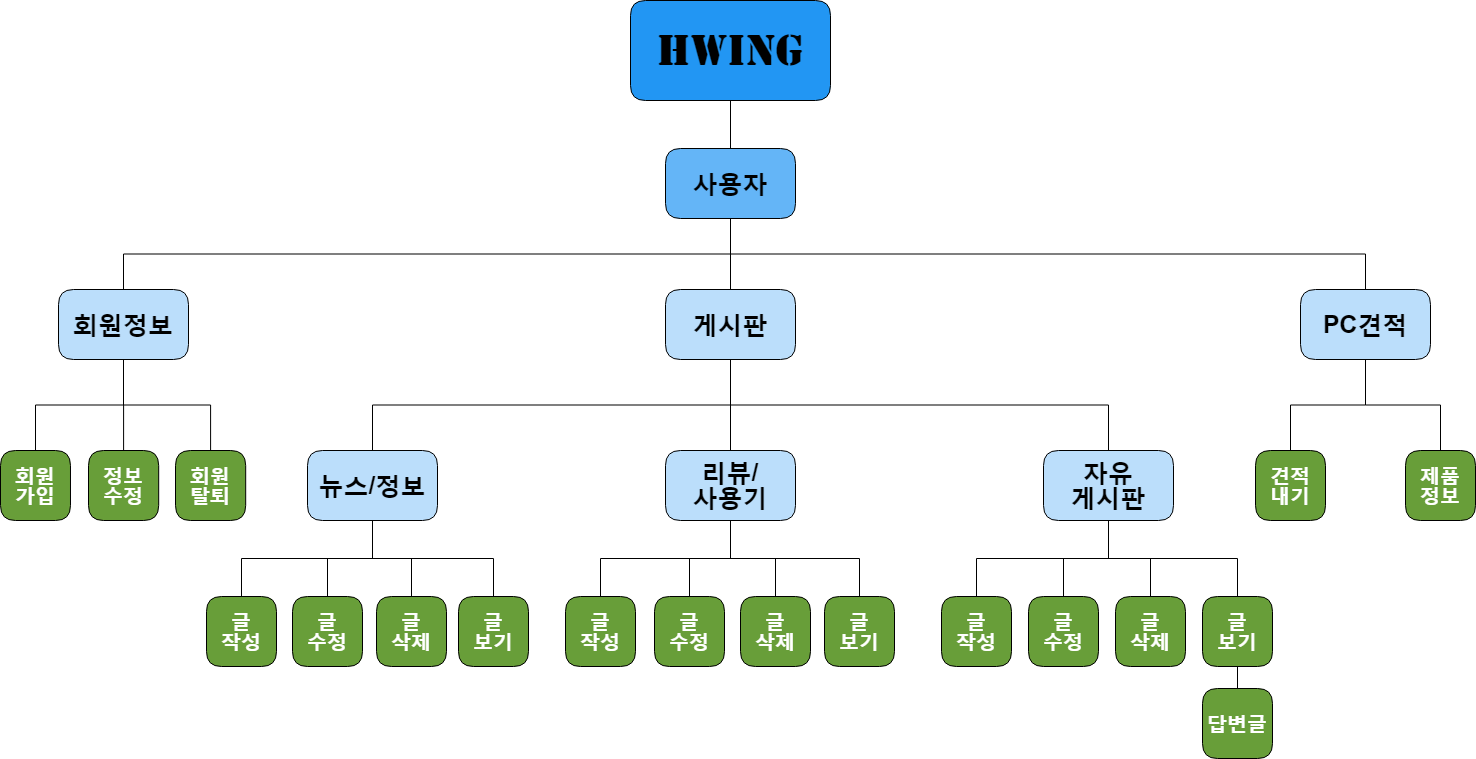 HWING
사용자
회원정보
게시판
PC견적
회원
가입
정보
수정
회원
탈퇴
뉴스/정보
리뷰/
사용기
자유
게시판
견적
내기
제품
정보
글
작성
글
수정
글
삭제
글
보기
글
작성
글
수정
글
삭제
글
보기
글
작성
글
수정
글
삭제
글
보기
답변글